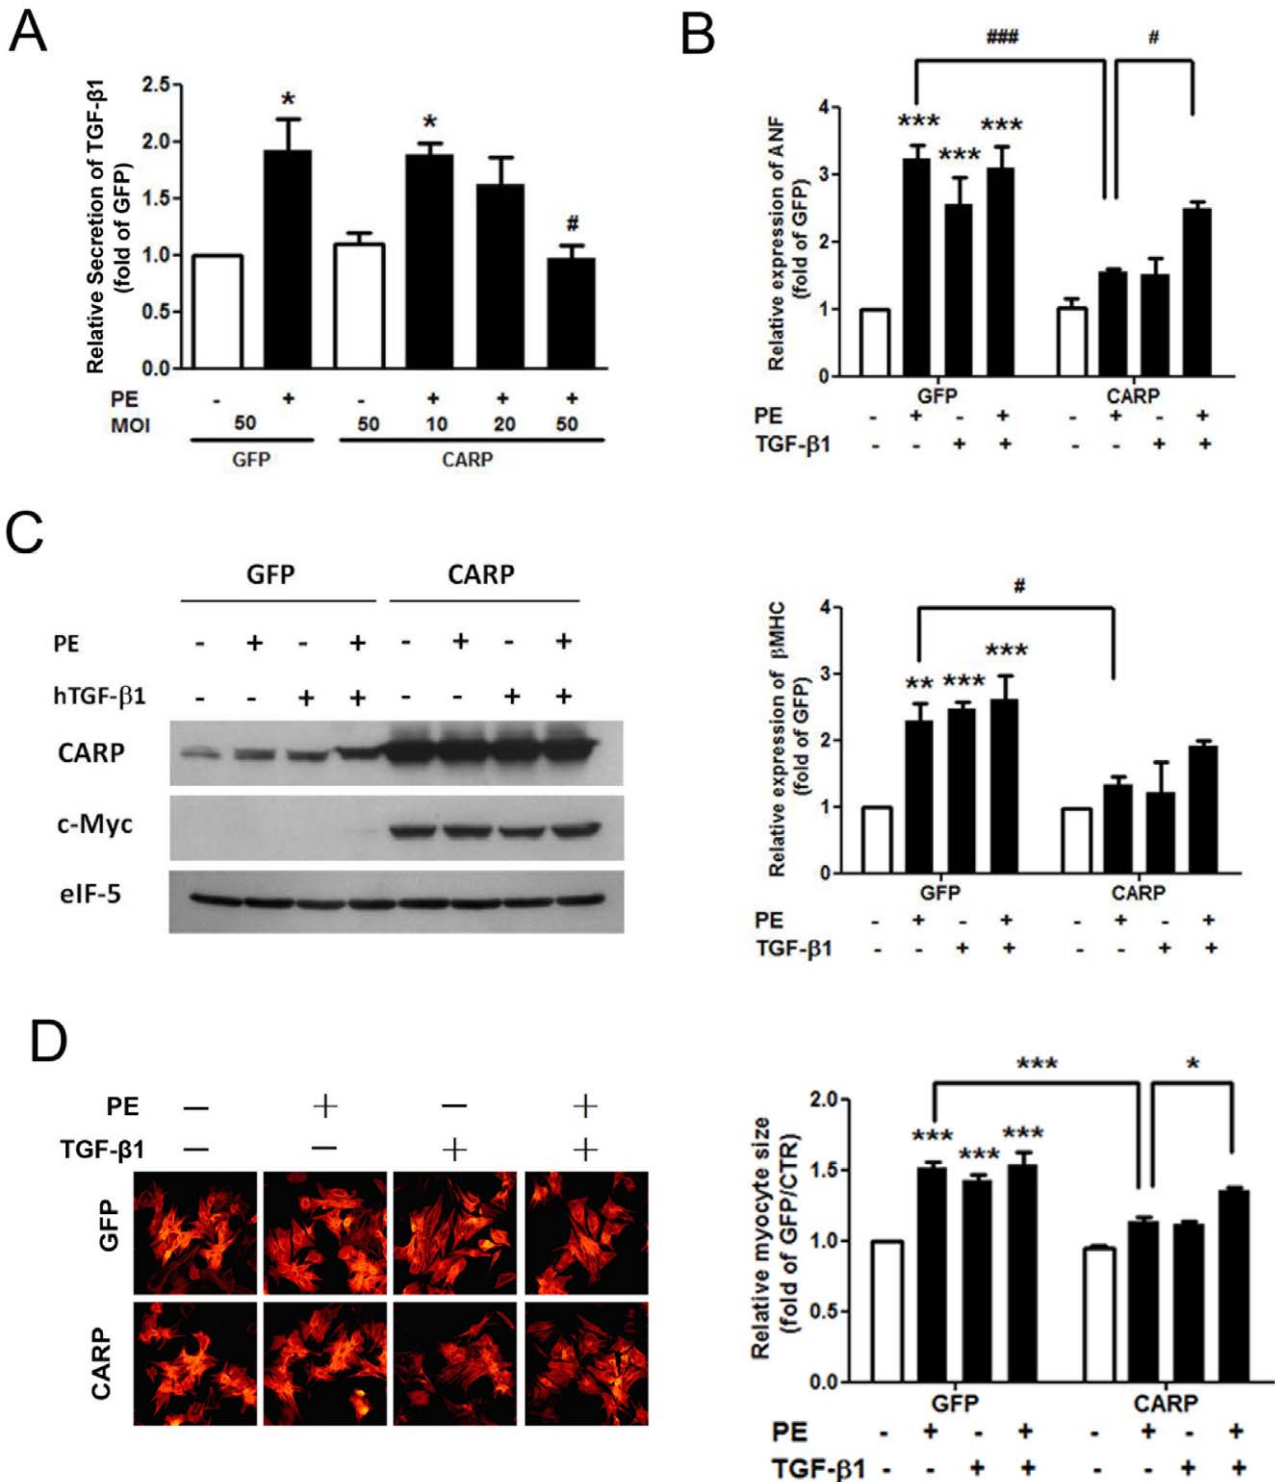 A
Relative Secretion of TGF-β1
(fold of GFP)
2.5
2.0
1.5
1.0
0.5
0.0
* * #
PE - + - + + +
MOI 50 50 10 20 50
GFP CARP
B
### #
Relative expression of ANF
(fold of GFP)
4
3
2
1
0
*** *** ***
GFP CARP
PE - + - + - + - +
TGF-β1 - - + + - - + +
#
Relative expression of βMHC
(fold of GFP)
4
3
2
1
0
** *** ***
GFP CARP
PE - + - + - + - +
TGF-β1 - - + + - - + +
C
GFP CARP
PE - + - + - + - +
hTGF-β1 - - + + - - + +
CARP
c-Myc
eIF-5
D
PE — + — +
TGF-β1 — — + +
GFP
CARP
*** *
Relative myocyte size
(fold of GFP/CTR)
2.0
1.5
1.0
0.5
0.0
*** *** ***
GFP CARP
PE - + - + - + - +
TGF-β1 - - + + - - + +